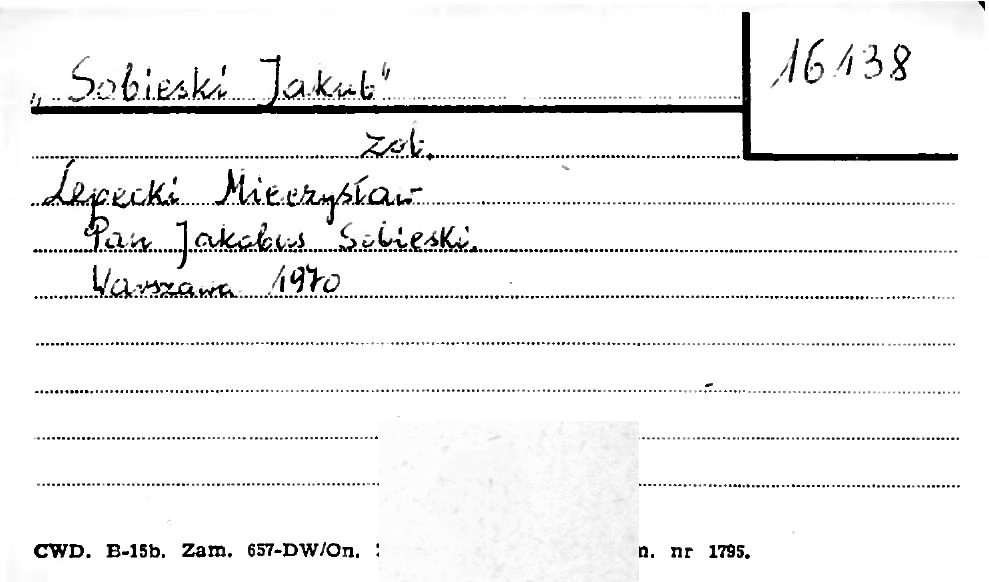 „Sobieski Jakub"
16138
zob.
Lepecki Mieczysław
Pan Jakobus Sobieski.
Warszawa 1970
CWD. B-15b. Zam. 657-DW/On. n. nr 1795.